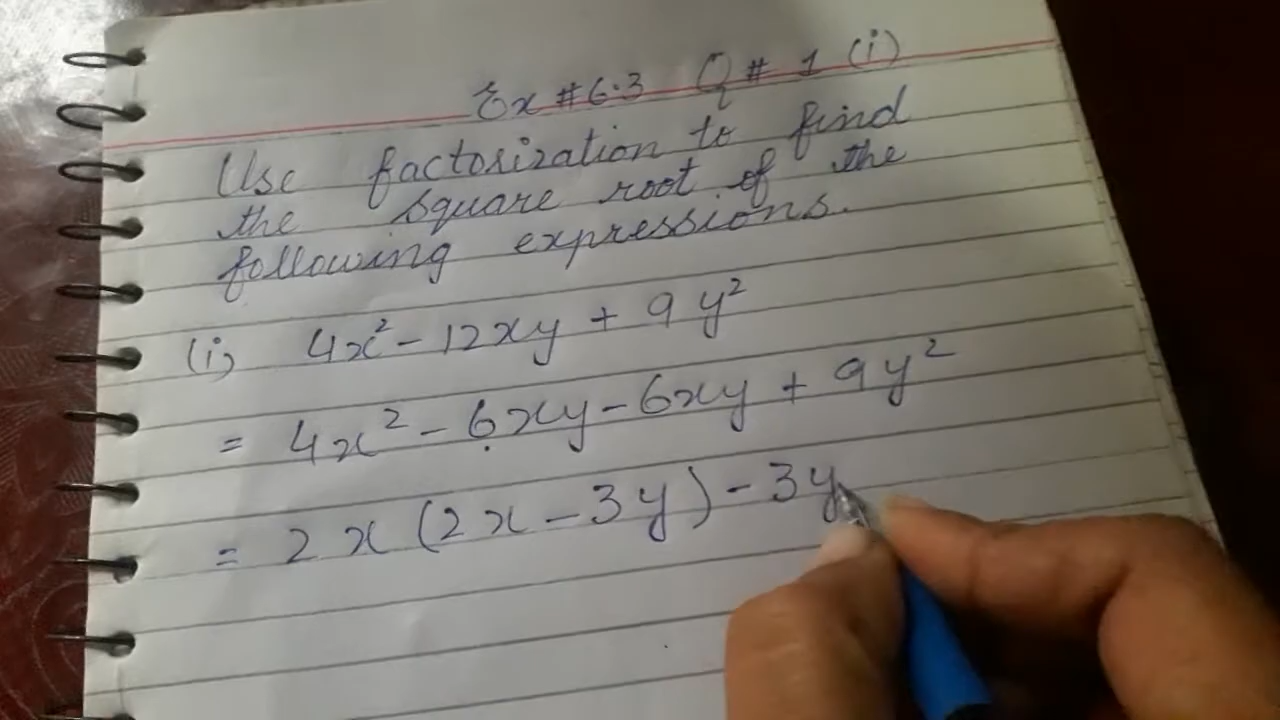 Ex #6.3 Q # 1 (i)
Use factorization to find
the square root of the
following expressions.
(i) 4x² - 12xy + 9y²
= 4x² - 6xy - 6xy + 9y²
= 2x (2x - 3y) - 3y